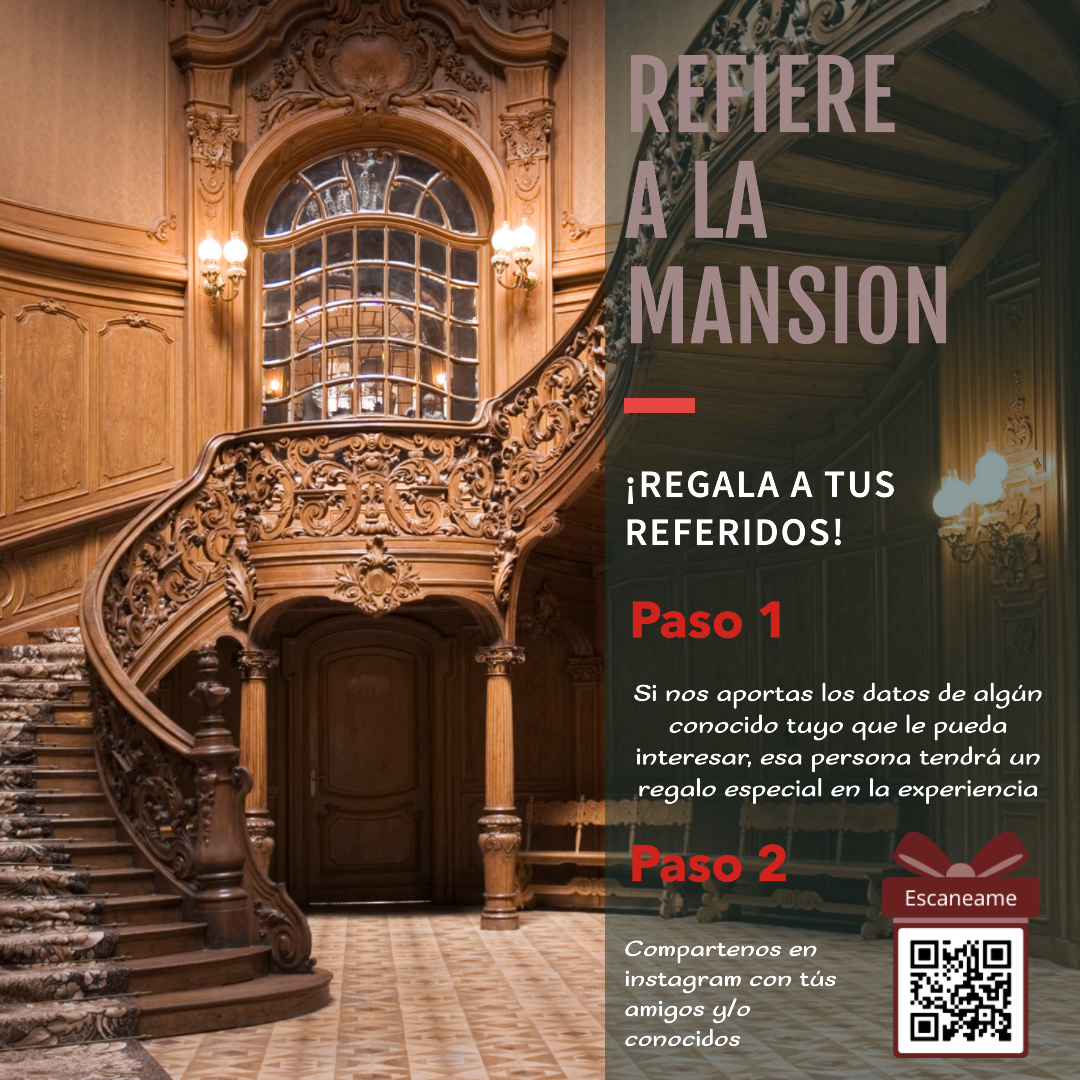 REFIERE
A LA
MANSION
¡REGALA A TUS
REFERIDOS!
Paso 1
Si nos aportas los datos de algún
conocido tuyo que le pueda
interesar, esa persona tendrá un
regalo especial en la experiencia
Paso 2
Escaneame
Compartenos en
instagram con tús
amigos y/o
conocidos